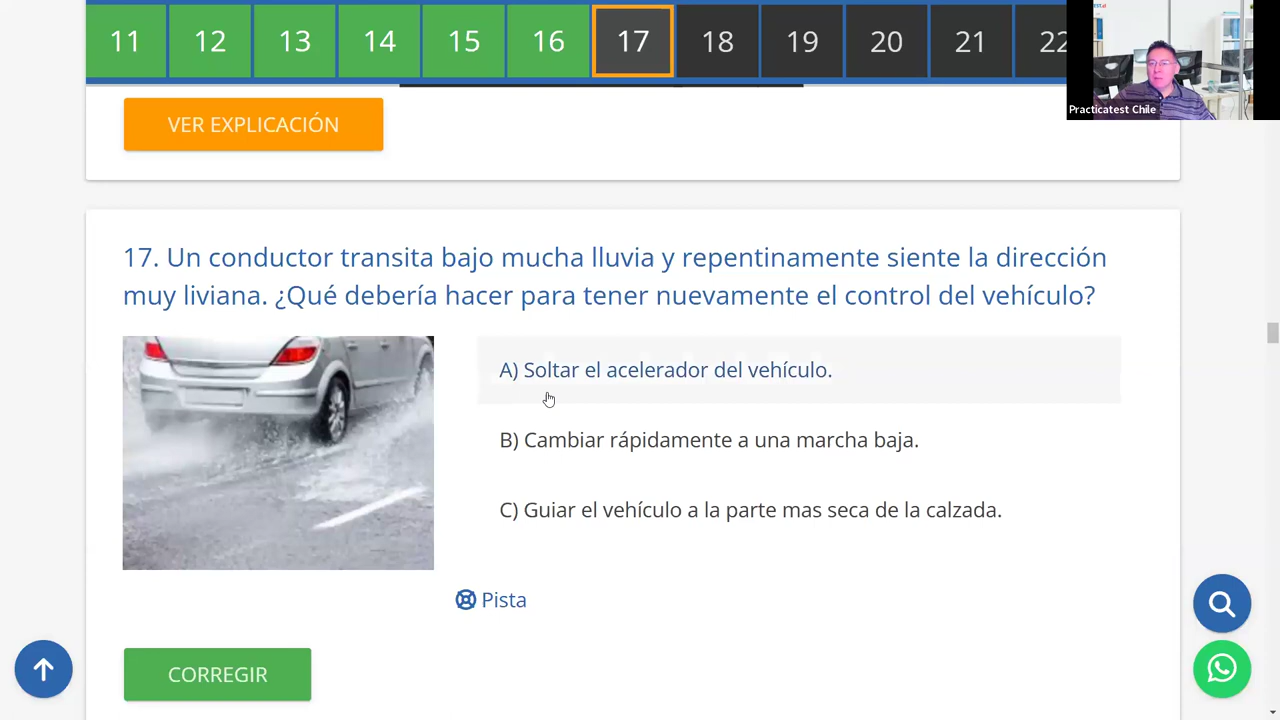 11 12 13 14 15 16 17 18 19 20 21 22
Practicatest Chile
VER EXPLICACIÓN
17. Un conductor transita bajo mucha lluvia y repentinamente siente la dirección
muy liviana. ¿Qué debería hacer para tener nuevamente el control del vehículo?
A) Soltar el acelerador del vehículo.
B) Cambiar rápidamente a una marcha baja.
C) Guiar el vehículo a la parte mas seca de la calzada.
Pista
CORREGIR